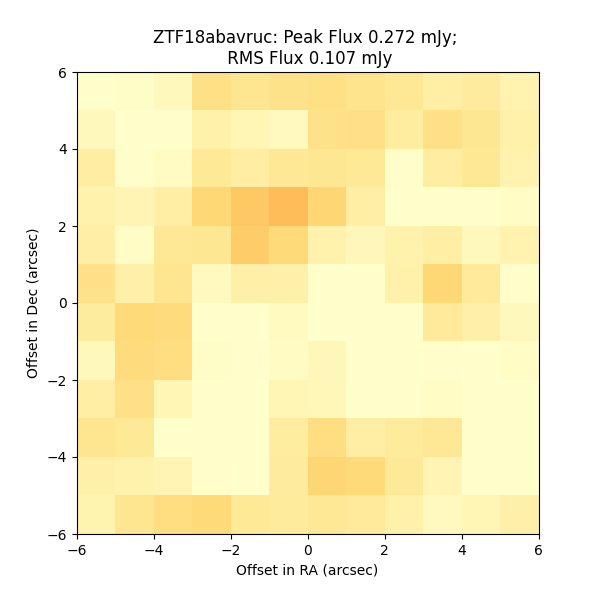 ZTF18abavruc: Peak Flux 0.272 mJy;
RMS Flux 0.107 mJy
6
4
2
0
−2
−4
−6
Offset in Dec (arcsec)
−6 −4 −2 0 2 4 6
Offset in RA (arcsec)